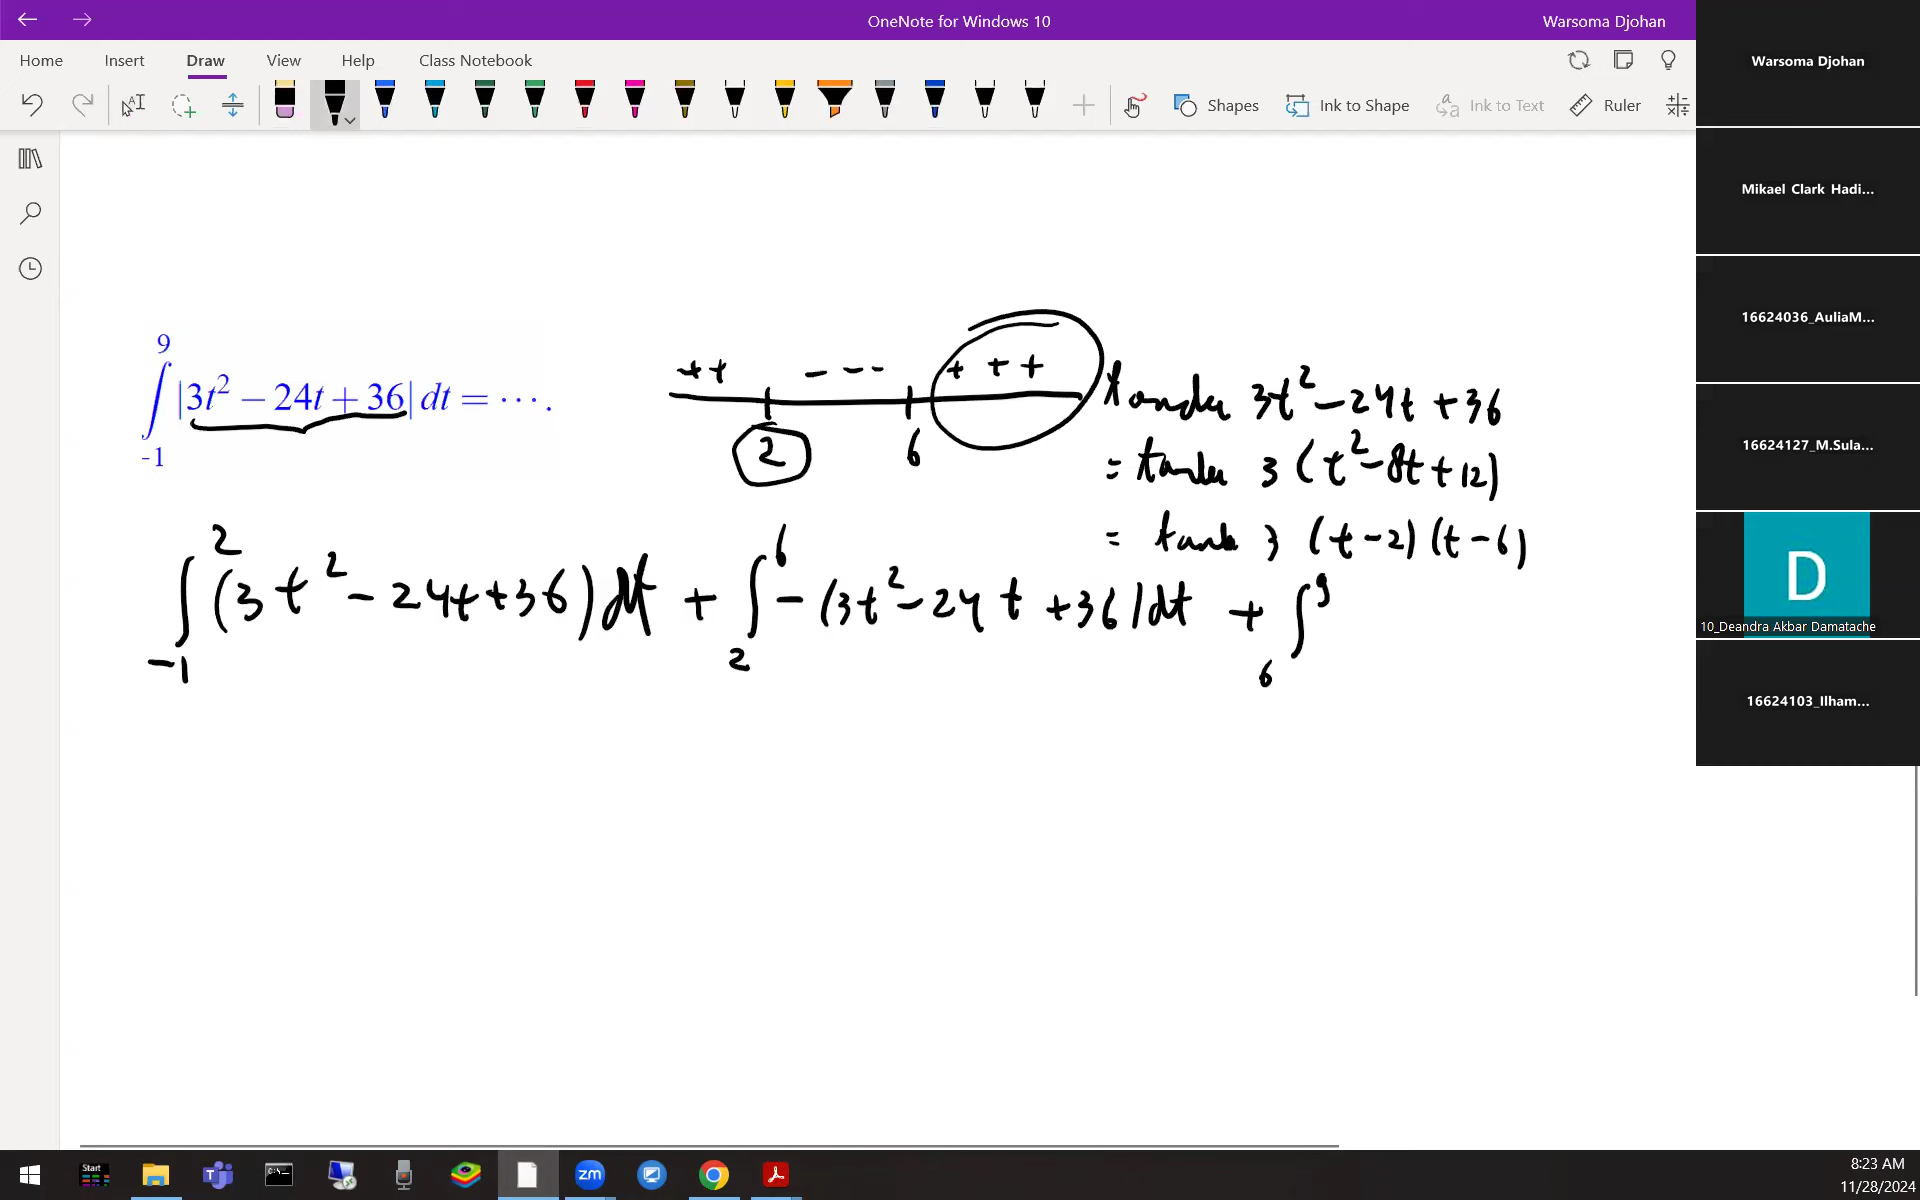 OneNote for Windows 10
Warsoma Djohan
Home Insert Draw View Help Class Notebook
Shapes Ink to Shape Ink to Text Ruler
Warsoma Djohan
Mikael Clark Hadi...
16624036_AuliaM...
16624127_M.Sula...
D
10_Deandra Akbar Damatache
16624103_Ilham...
∫_{-1}^{9} |3t² − 24t + 36| dt = ⋯.
++ --- +++
2 6
tanda 3t² − 24t + 36
= tanda 3 (t² − 8t + 12)
= tanda 3 (t − 2)(t − 6)
∫_{-1}^{2} (3t² − 24t + 36) dt + ∫_{2}^{6} −(3t² − 24t + 36) dt + ∫_{6}^{9}
Start
zm
8:23 AM
11/28/2024